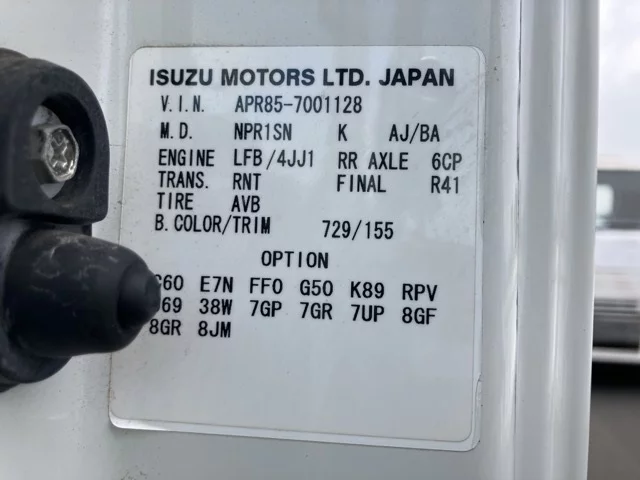 ISUZU MOTORS LTD. JAPAN
V.I.N. APR85-7001128
M.D. NPR1SN K AJ/BA
ENGINE LFB/4JJ1 RR AXLE 6CP
TRANS. RNT FINAL R41
TIRE AVB
B.COLOR/TRIM 729/155
OPTION
E7N FF0 G50 K89 RPV
38W 7GP 7GR 7UP 8GF
8GR 8JM